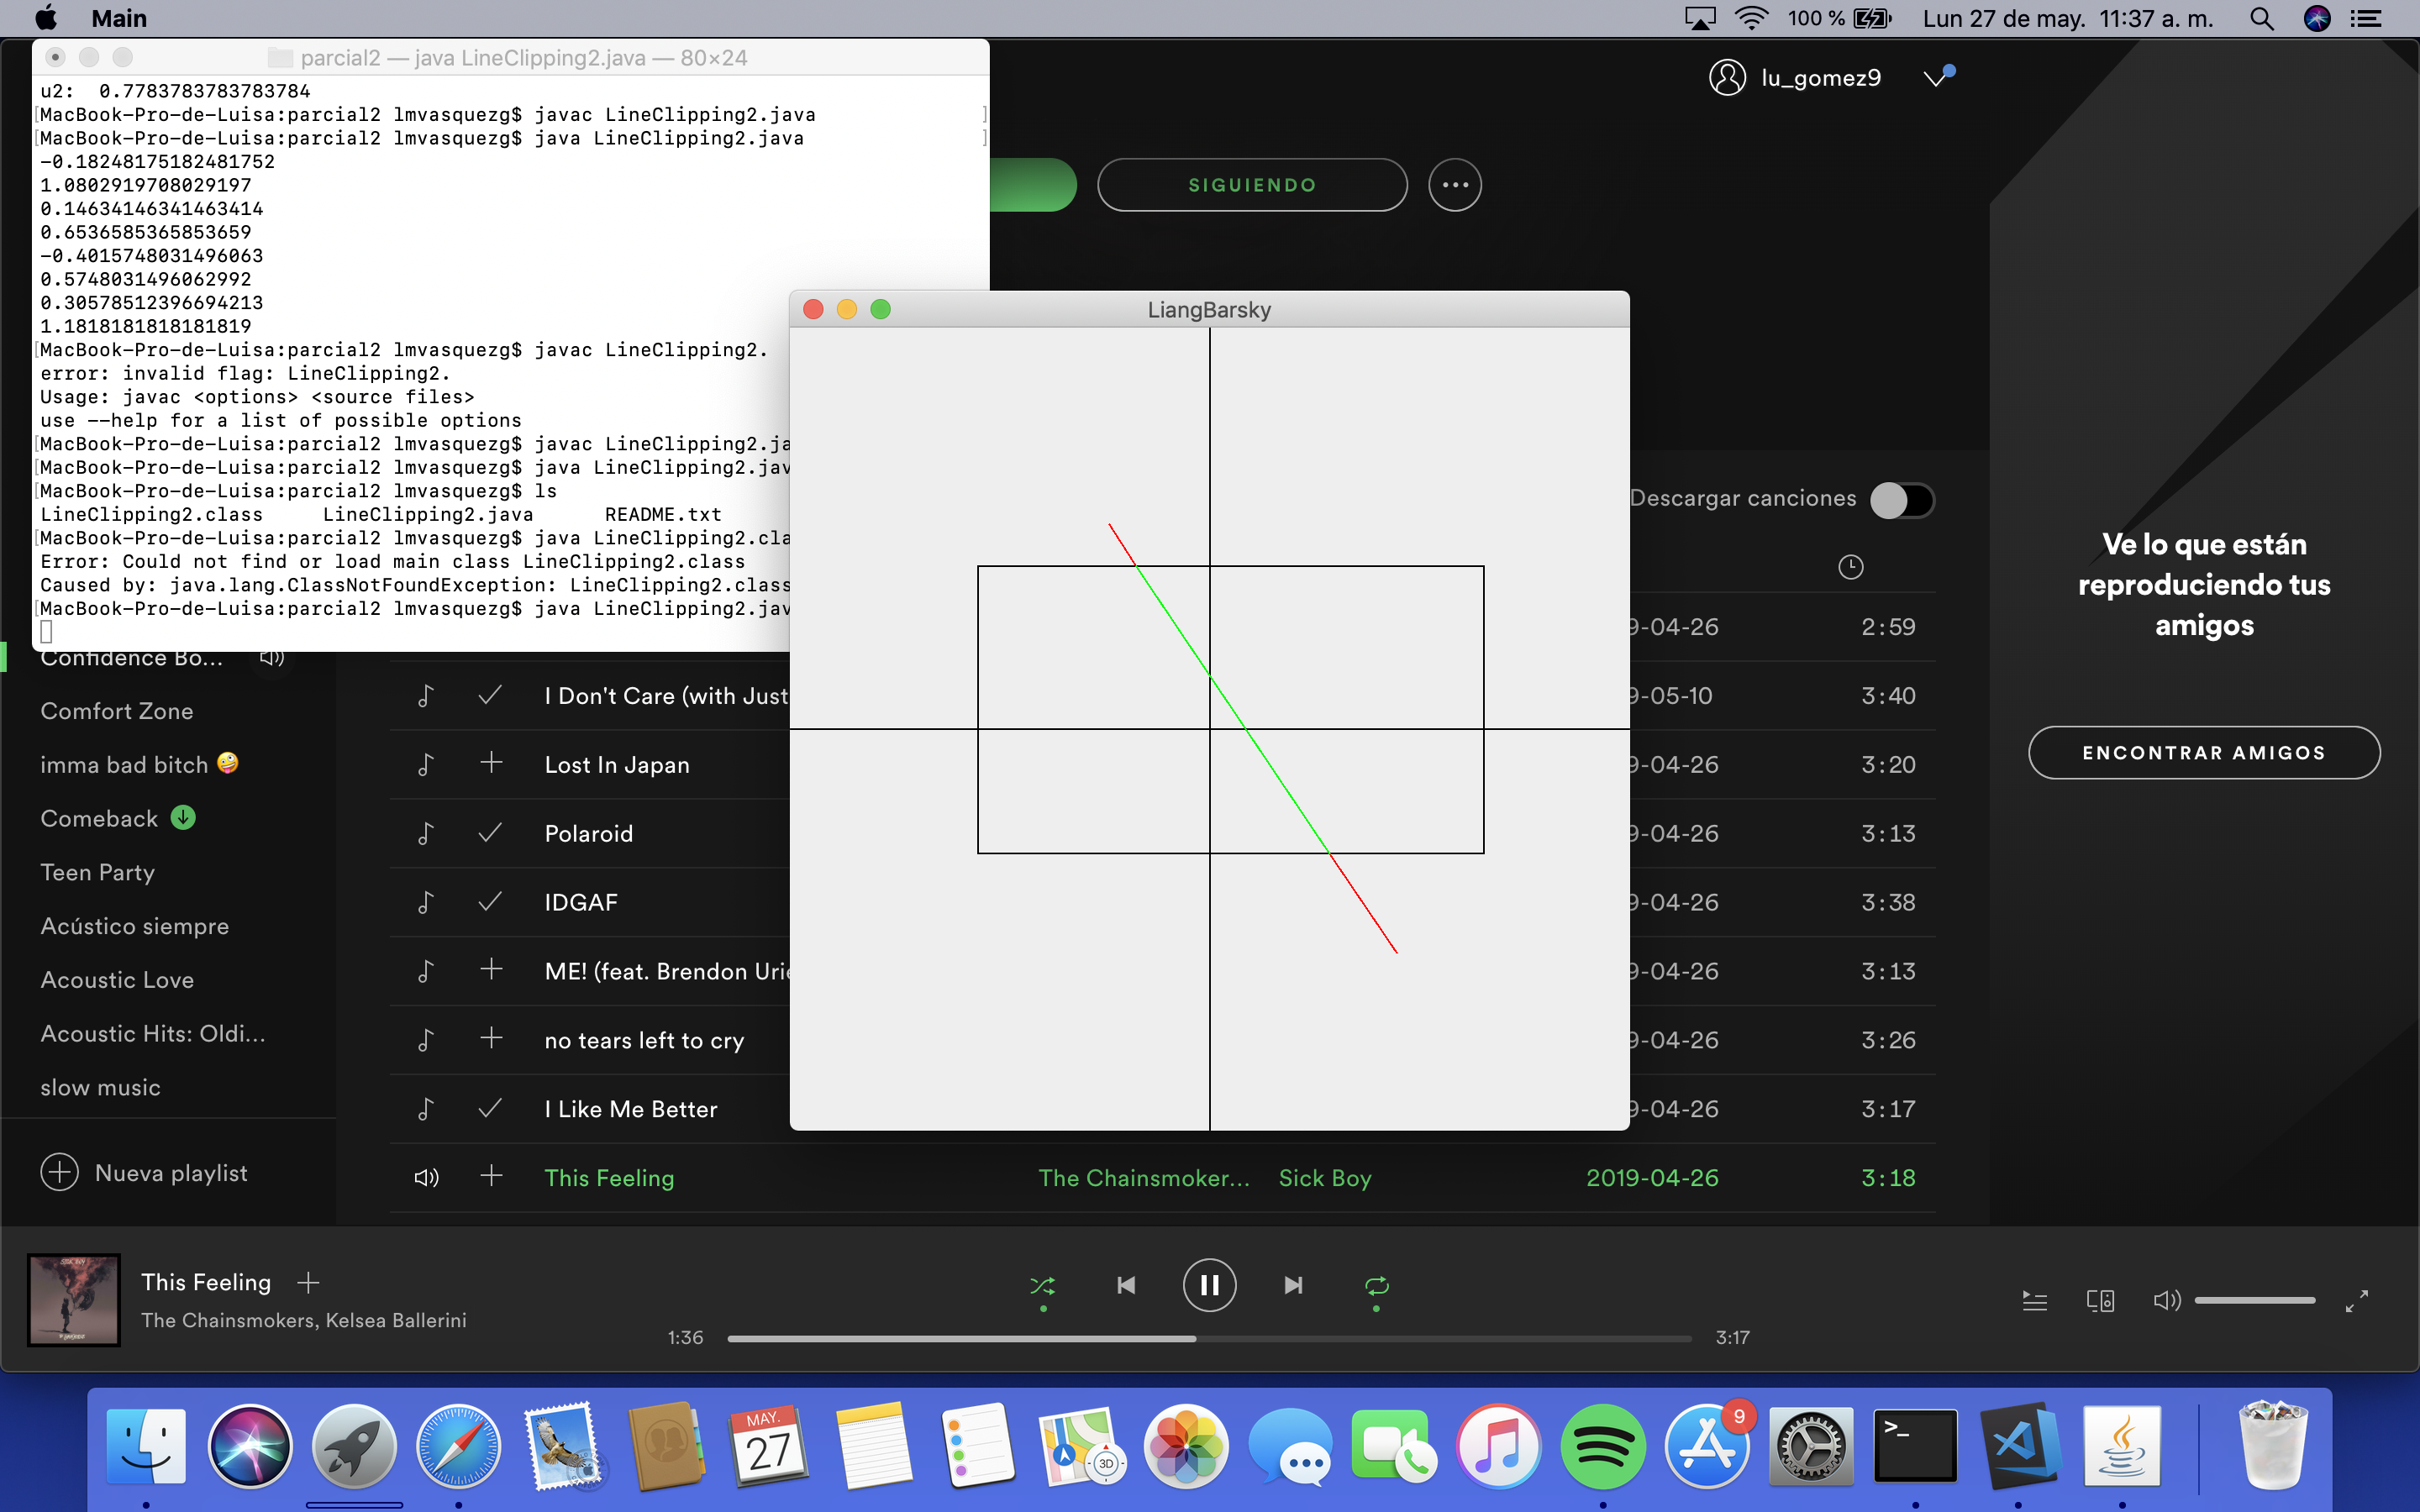 Main
100 %
Lun 27 de may. 11:37 a. m.
parcial2 — java LineClipping2.java — 80×24
u2:  0.7783783783783784
[MacBook-Pro-de-Luisa:parcial2 lmvasquezg$ javac LineClipping2.java ]
[MacBook-Pro-de-Luisa:parcial2 lmvasquezg$ java LineClipping2.java ]
-0.18248175182481752
1.0802919708029197
0.14634146341463414
0.6536585365853659
-0.4015748031496063
0.5748031496062992
0.30578512396694213
1.1818181818181819
[MacBook-Pro-de-Luisa:parcial2 lmvasquezg$ javac LineClipping2.
error: invalid flag: LineClipping2.
Usage: javac <options> <source files>
use --help for a list of possible options
[MacBook-Pro-de-Luisa:parcial2 lmvasquezg$ javac LineClipping2.ja
[MacBook-Pro-de-Luisa:parcial2 lmvasquezg$ java LineClipping2.jav
[MacBook-Pro-de-Luisa:parcial2 lmvasquezg$ ls
LineClipping2.class     LineClipping2.java      README.txt
[MacBook-Pro-de-Luisa:parcial2 lmvasquezg$ java LineClipping2.cla
Error: Could not find or load main class LineClipping2.class
Caused by: java.lang.ClassNotFoundException: LineClipping2.class
[MacBook-Pro-de-Luisa:parcial2 lmvasquezg$ java LineClipping2.jav
LiangBarsky
lu_gomez9
SIGUIENDO
Descargar canciones
Ve lo que están
reproduciendo tus
amigos
ENCONTRAR AMIGOS
Confidence Bo...
Comfort Zone
imma bad bitch 🤪
Comeback
Teen Party
Acústico siempre
Acoustic Love
Acoustic Hits: Oldi...
slow music
Nueva playlist
9-04-26 2:59
I Don't Care (with Just 9-05-10 3:40
Lost In Japan 9-04-26 3:20
Polaroid 9-04-26 3:13
IDGAF 9-04-26 3:38
ME! (feat. Brendon Urie 9-04-26 3:13
no tears left to cry 9-04-26 3:26
I Like Me Better 9-04-26 3:17
This Feeling The Chainsmoker... Sick Boy 2019-04-26 3:18
This Feeling
The Chainsmokers, Kelsea Ballerini
1:36
3:17
MAY.
27
3D
9
>_